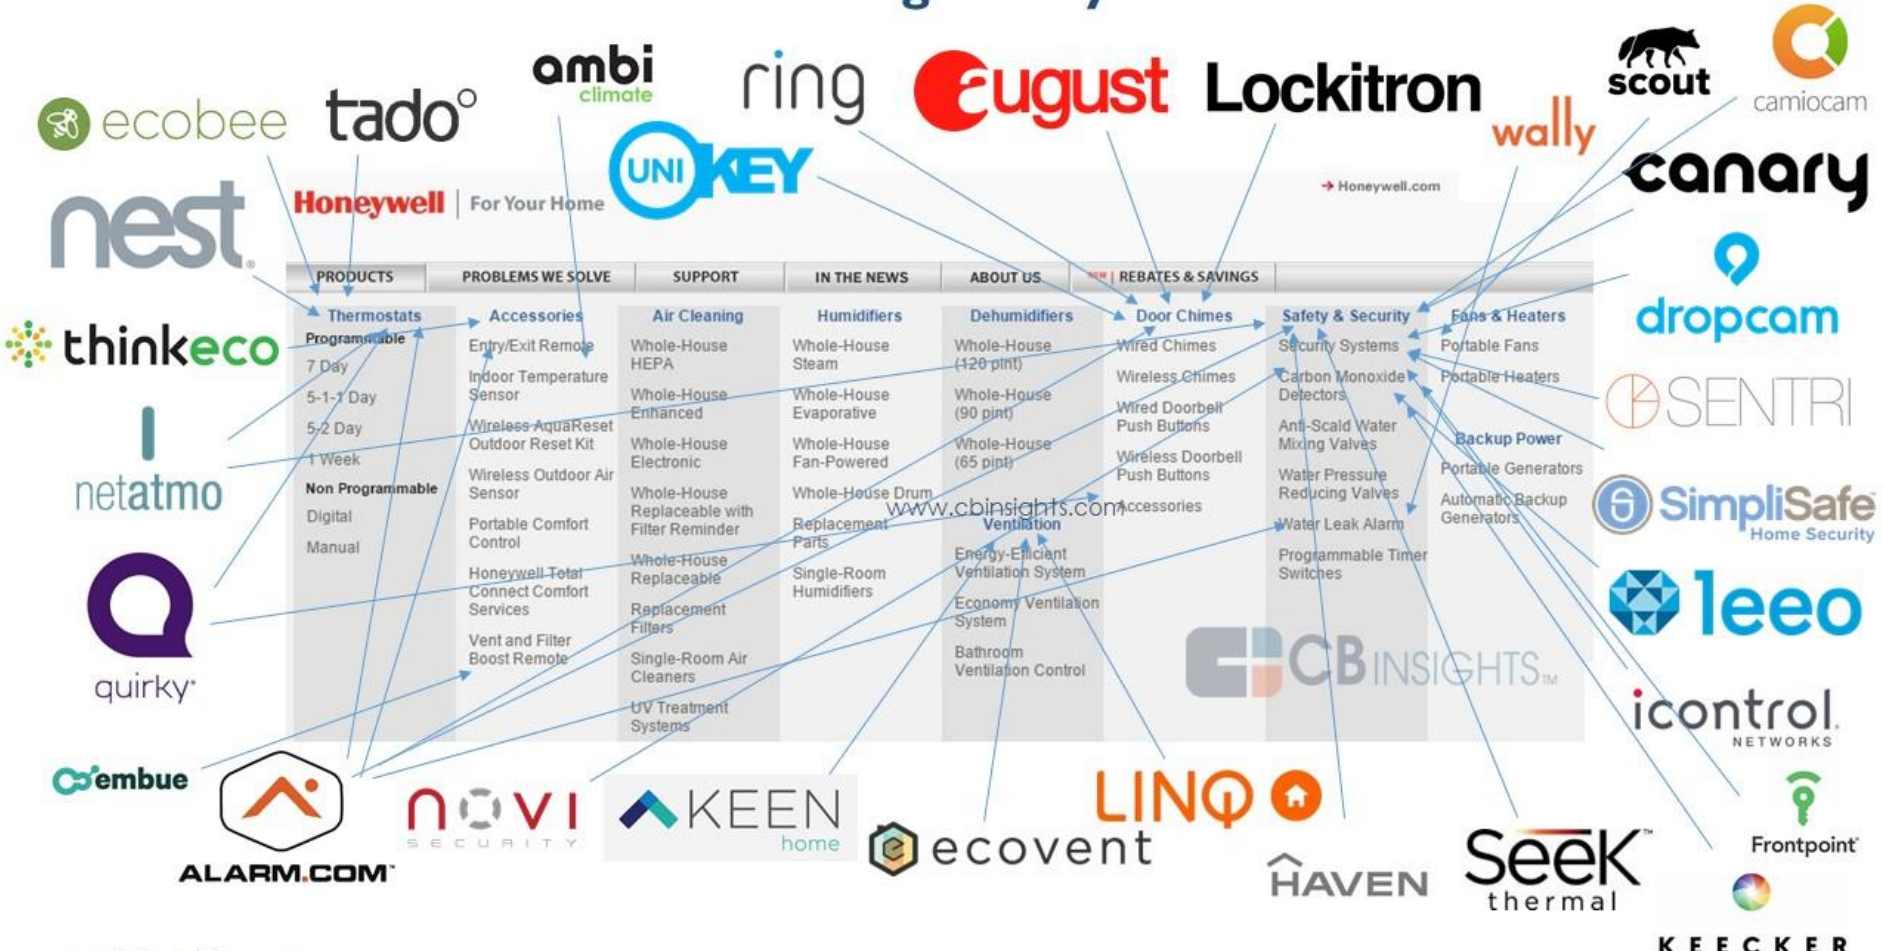 scout
camiocam
ambi
climate
ring
august
Lockitron
wally
ecobee
tado°
UNI KEY
canary
nest
Honeywell | For Your Home
→ Honeywell.com
dropcam
PRODUCTS
PROBLEMS WE SOLVE
SUPPORT
IN THE NEWS
ABOUT US
NEW | REBATES & SAVINGS
thinkeco
Thermostats
Programmable
7 Day
5-1-1 Day
5-2 Day
1 Week
Non Programmable
Digital
Manual
Accessories
Entry/Exit Remote
Indoor Temperature
Sensor
Wireless AquaReset
Outdoor Reset Kit
Wireless Outdoor Air
Sensor
Portable Comfort
Control
Honeywell Total
Connect Comfort
Services
Vent and Filter
Boost Remote
Air Cleaning
Whole-House
HEPA
Whole-House
Enhanced
Whole-House
Electronic
Whole-House
Replaceable with
Filter Reminder
Whole-House
Replaceable
Replacement
Filters
Single-Room Air
Cleaners
UV Treatment
Systems
Humidifiers
Whole-House
Steam
Whole-House
Evaporative
Whole-House
Fan-Powered
Whole-House Drum
Replacement
Parts
Single-Room
Humidifiers
Dehumidifiers
Whole-House
(120 pint)
Whole-House
(90 pint)
Whole-House
(65 pint)
www.cbinsights.com
Ventilation
Energy-Efficient
Ventilation System
Economy Ventilation
System
Bathroom
Ventilation Control
Door Chimes
Wired Chimes
Wireless Chimes
Wired Doorbell
Push Buttons
Wireless Doorbell
Push Buttons
Accessories
Safety & Security
Security Systems
Carbon Monoxide
Detectors
Anti-Scald Water
Mixing Valves
Water Pressure
Reducing Valves
Water Leak Alarm
Programmable Timer
Switches
Fans & Heaters
Portable Fans
Portable Heaters
Backup Power
Portable Generators
Automatic Backup
Generators
CBINSIGHTS™
SENTRI
netatmo
SimpliSafe™
Home Security
leeo
quirky
icontrol
NETWORKS
embue
ALARM.COM™
NOVI
SECURITY
KEEN
home
ecovent
LINQ
HAVEN
Seek™
thermal
Frontpoint
KEECKER